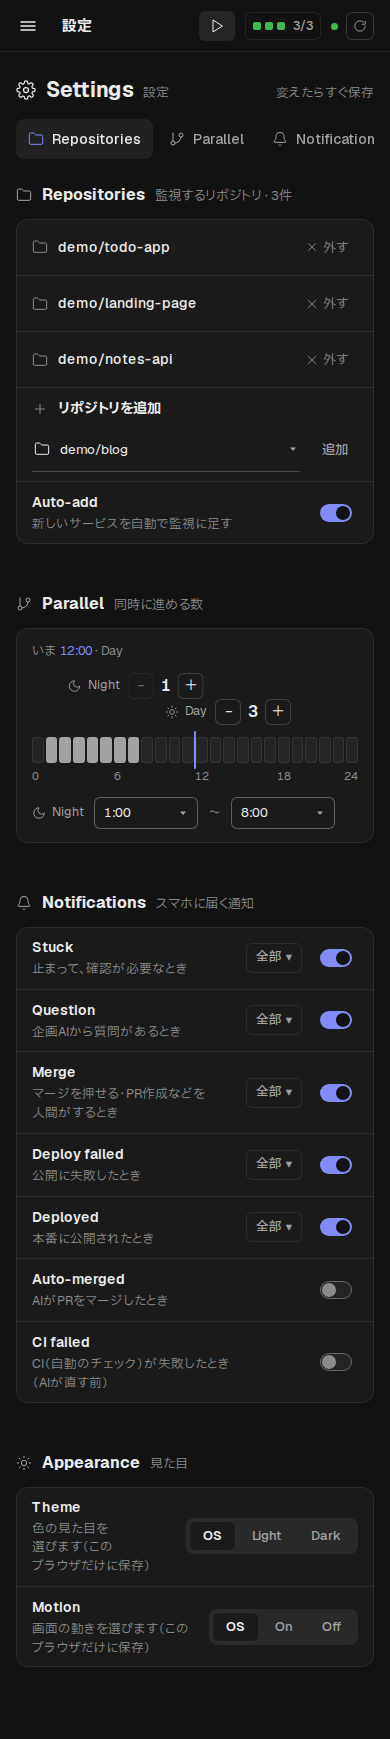 設定
3/3
Settings 設定 変えたらすぐ保存
Repositories Parallel Notification
Repositories 監視するリポジトリ · 3件
demo/todo-app × 外す
demo/landing-page × 外す
demo/notes-api × 外す
+ リポジトリを追加
demo/blog 追加
Auto-add
新しいサービスを自動で監視に足す
Parallel 同時に進める数
いま 12:00 · Day
Night − 1 +
Day − 3 +
0 6 12 18 24
Night 1:00 〜 8:00
Notifications スマホに届く通知
Stuck
止まって、確認が必要なとき
全部 ▾
Question
企画AIから質問があるとき
全部 ▾
Merge
マージを押せる・PR作成などを
人間がするとき
全部 ▾
Deploy failed
公開に失敗したとき
全部 ▾
Deployed
本番に公開されたとき
全部 ▾
Auto-merged
AIがPRをマージしたとき
CI failed
CI（自動のチェック）が失敗したとき
（AIが直す前）
Appearance 見た目
Theme
色の見た目を
選びます（この
ブラウザだけに保存）
OS Light Dark
Motion
画面の動きを選びます（この
ブラウザだけに保存）
OS On Off